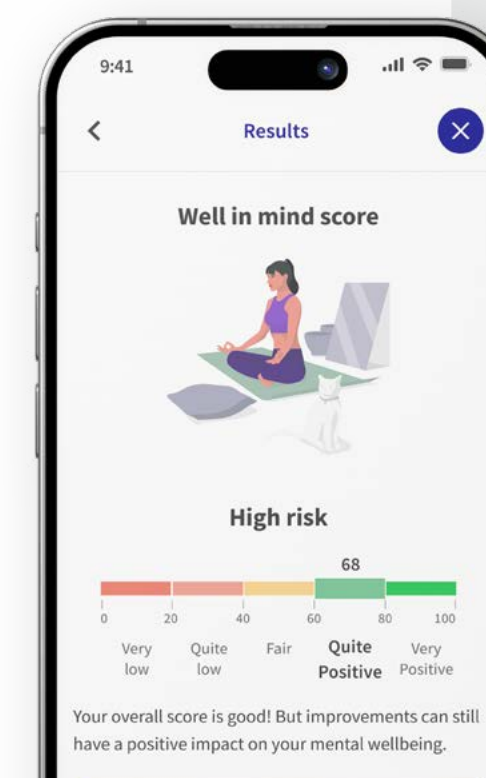 9:41
Results
Well in mind score
High risk
68
0 20 40 60 80 100
Very low
Quite low
Fair
Quite Positive
Very Positive
Your overall score is good! But improvements can still
have a positive impact on your mental wellbeing.